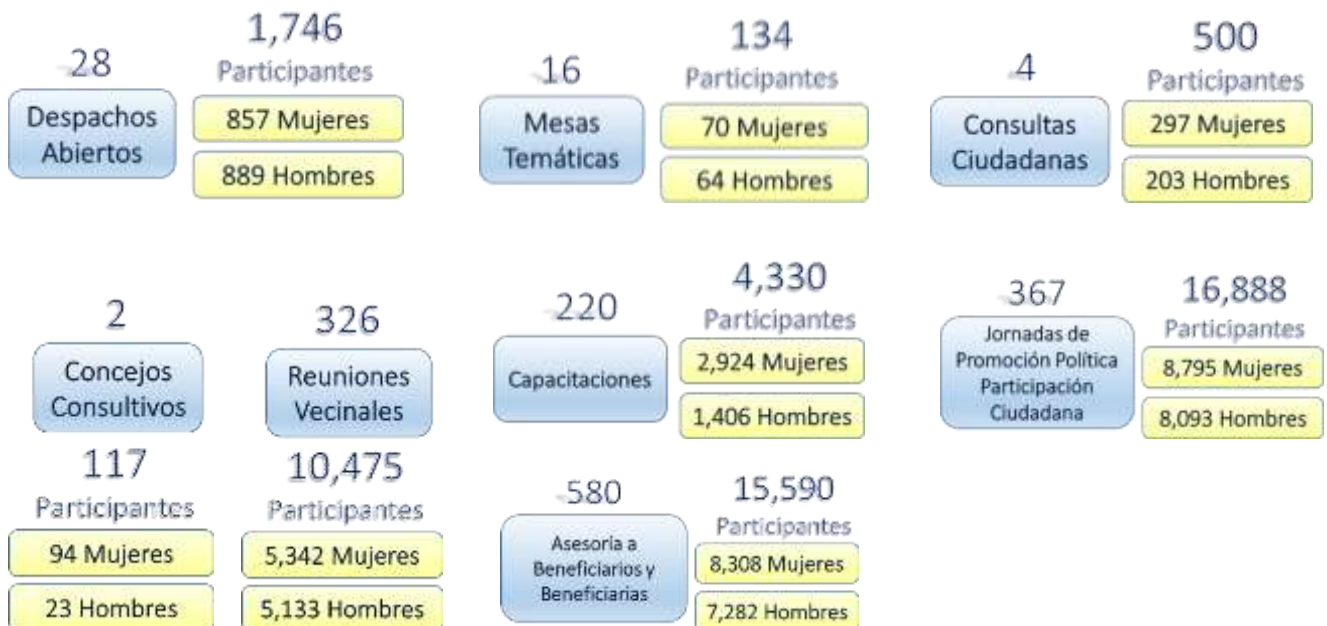 28
Despachos
Abiertos
1,746
Participantes
857 Mujeres
889 Hombres
16
Mesas
Temáticas
134
Participantes
70 Mujeres
64 Hombres
4
Consultas
Ciudadanas
500
Participantes
297 Mujeres
203 Hombres
2
Concejos
Consultivos
117
Participantes
94 Mujeres
23 Hombres
326
Reuniones
Vecinales
10,475
Participantes
5,342 Mujeres
5,133 Hombres
220
Capacitaciones
4,330
Participantes
2,924 Mujeres
1,406 Hombres
580
Asesoría a
Beneficiarios y
Beneficiarias
15,590
Participantes
8,308 Mujeres
7,282 Hombres
367
Jornadas de
Promoción Política
Participación
Ciudadana
16,888
Participantes
8,795 Mujeres
8,093 Hombres